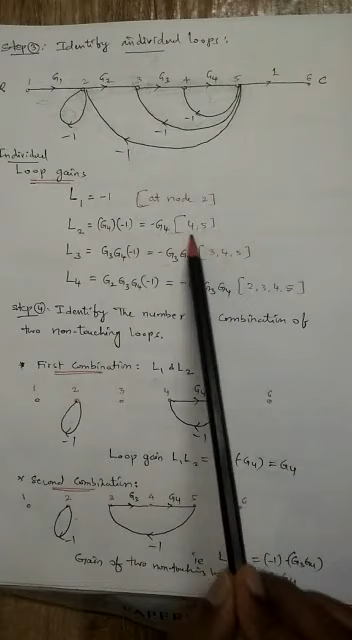 Step③: Identify individual loops:
R 1 G₁ 2 G₂ 3 G₃ 4 G₄ 5 1 6 C
-1 -1 -1 -1
Individual
Loop gains
L₁ = -1 [at node 2]
L₂ = (G₄)(-1) = -G₄ [4,5]
L₃ = G₃G₄(-1) = -G₃G [3,4,5]
L₄ = G₂G₃G₄(-1) = - G₃G₄ [2,3,4,5]
Step④: Identify The number combination of
two non-touching loops.
* First Combination: L₁ & L₂
1 2 3 4 G₄ 6
-1 -1
Loop gain L₁L₂ = (-G₄) = G₄
* Second Combination:
1 2 3 G₃ 4 G₄ 5 6
-1 -1
ie L = (-1)(-G₃G₄)
Gain of two non-touching